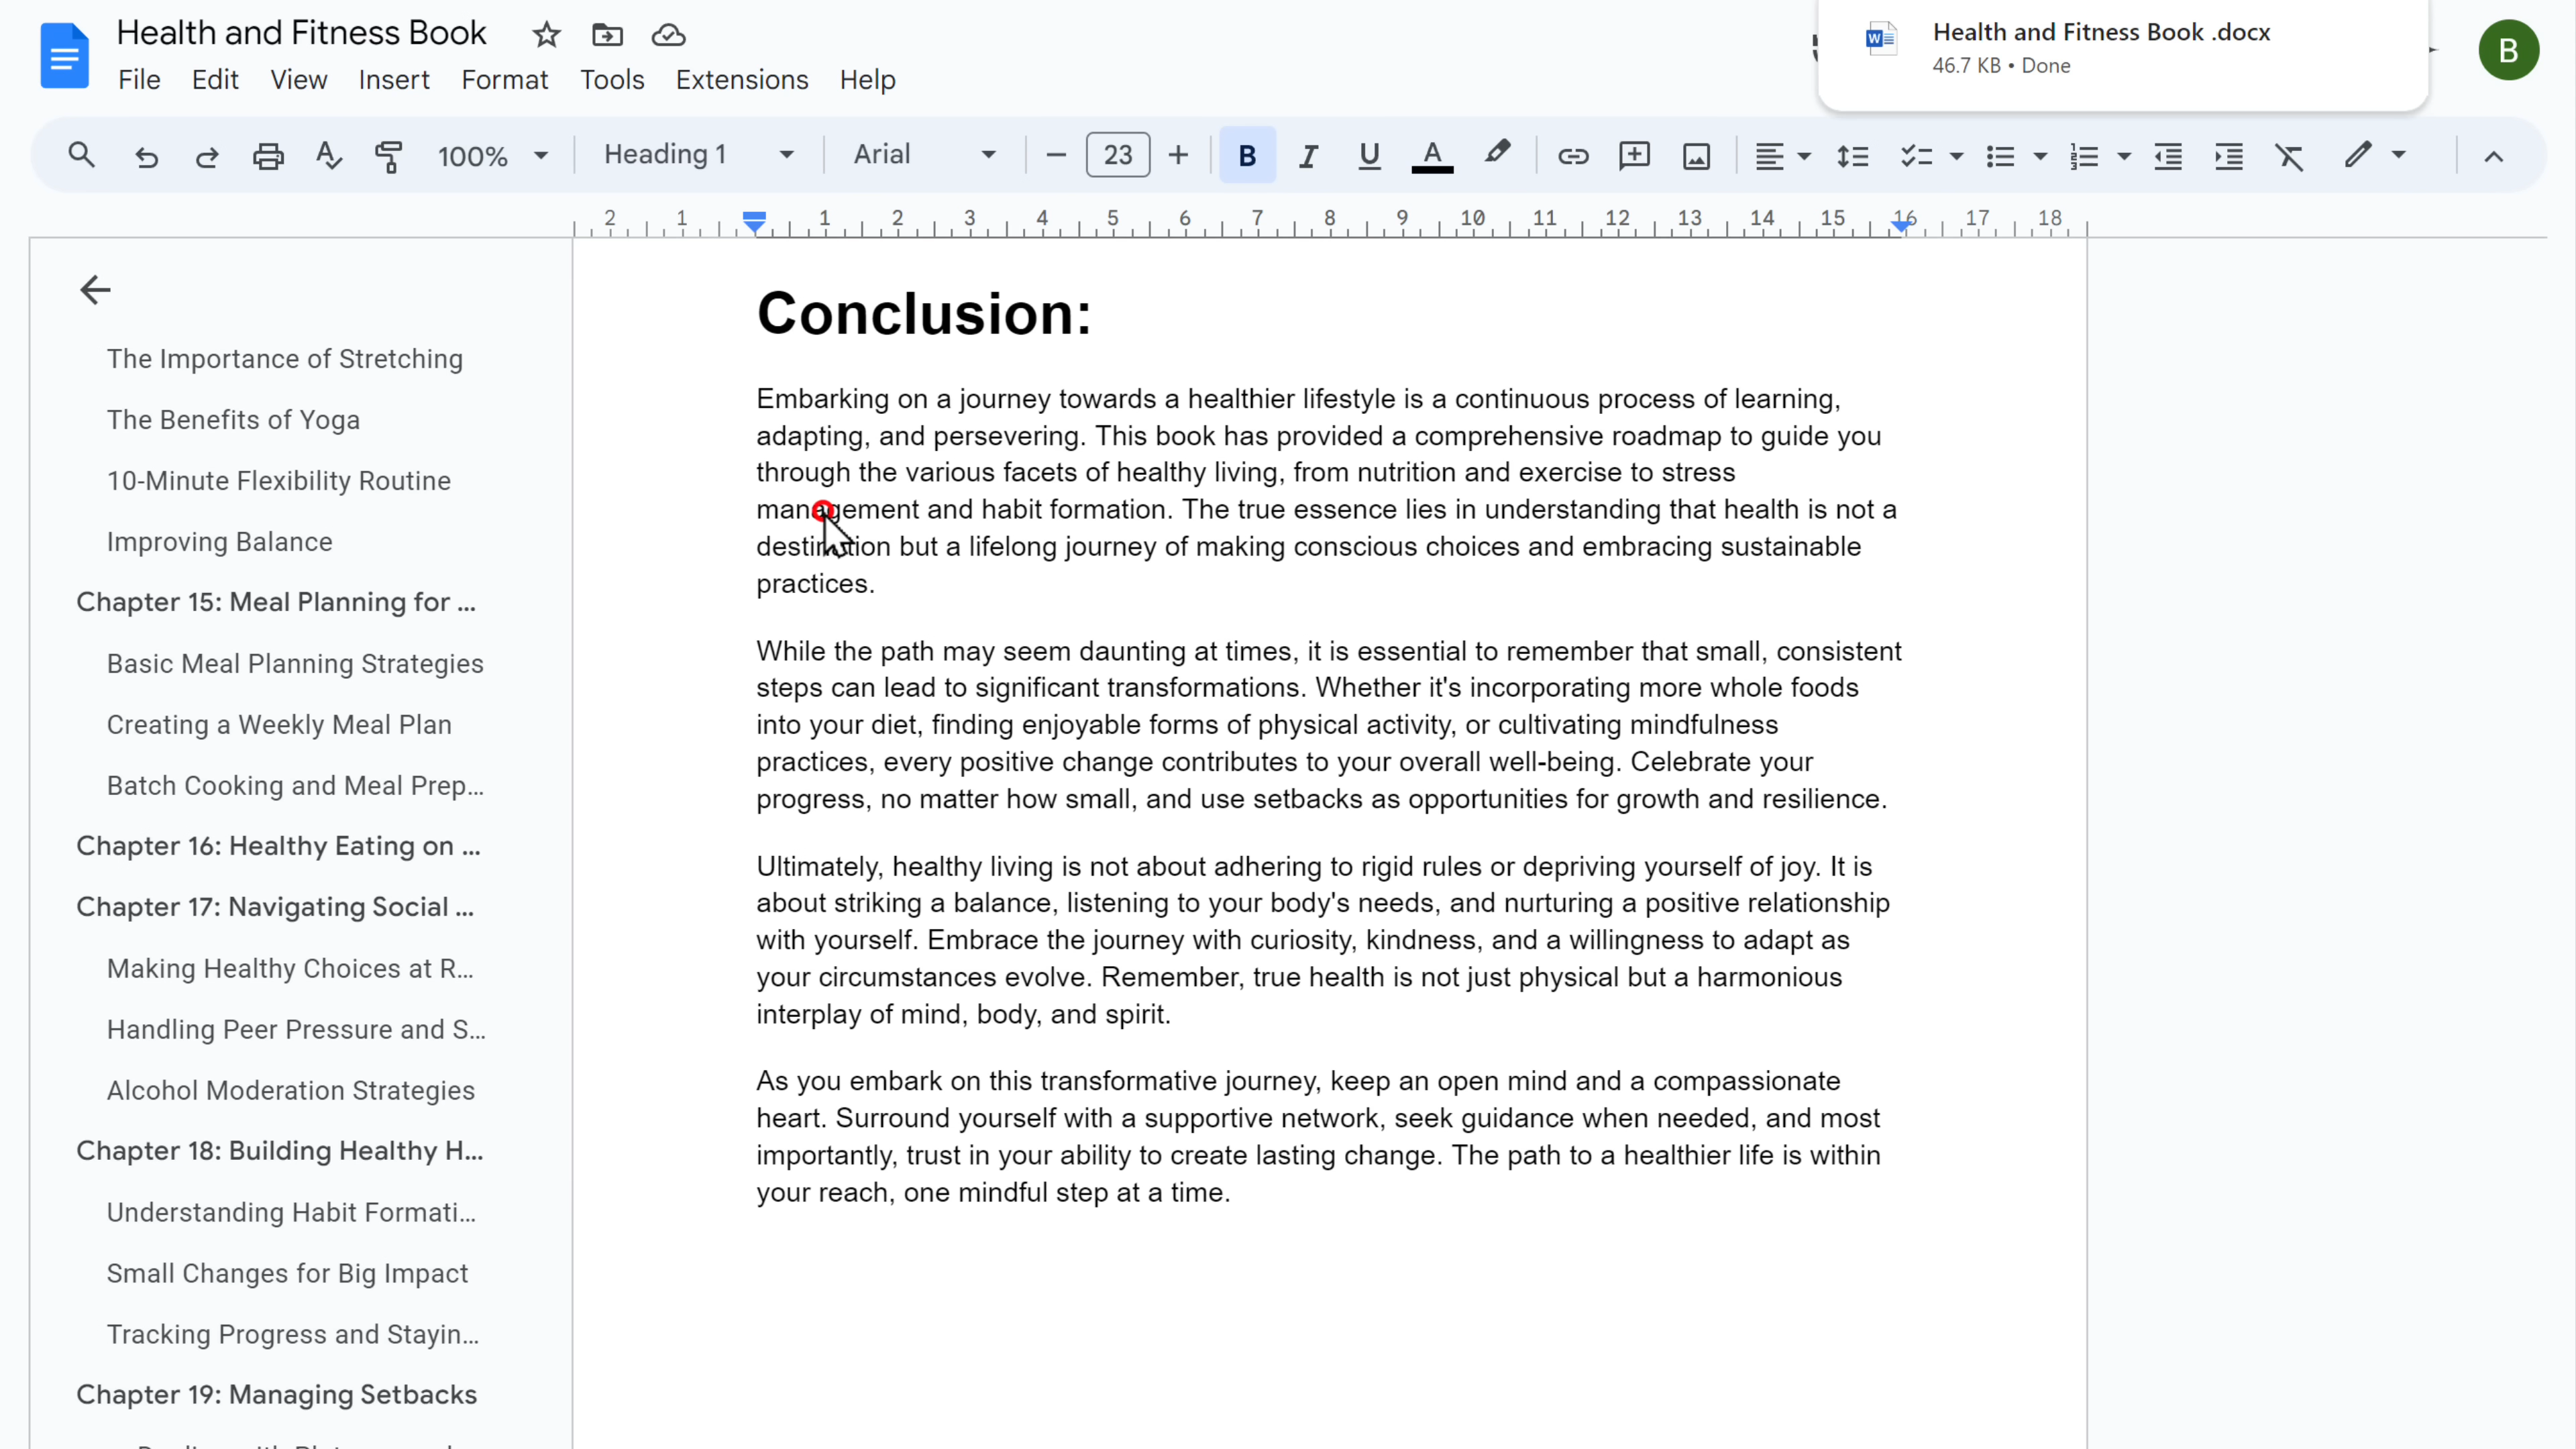 Health and Fitness Book
File Edit View Insert Format Tools Extensions Help
Health and Fitness Book .docx
46.7 KB • Done
B
100% Heading 1 Arial 23 B I U A
2 1 1 2 3 4 5 6 7 8 9 10 11 12 13 14 15 16 17 18
The Importance of Stretching
The Benefits of Yoga
10-Minute Flexibility Routine
Improving Balance
Chapter 15: Meal Planning for ...
Basic Meal Planning Strategies
Creating a Weekly Meal Plan
Batch Cooking and Meal Prep...
Chapter 16: Healthy Eating on ...
Chapter 17: Navigating Social ...
Making Healthy Choices at R...
Handling Peer Pressure and S...
Alcohol Moderation Strategies
Chapter 18: Building Healthy H...
Understanding Habit Formati...
Small Changes for Big Impact
Tracking Progress and Stayin...
Chapter 19: Managing Setbacks
Conclusion:
Embarking on a journey towards a healthier lifestyle is a continuous process of learning,
adapting, and persevering. This book has provided a comprehensive roadmap to guide you
through the various facets of healthy living, from nutrition and exercise to stress
management and habit formation. The true essence lies in understanding that health is not a
destination but a lifelong journey of making conscious choices and embracing sustainable
practices.
While the path may seem daunting at times, it is essential to remember that small, consistent
steps can lead to significant transformations. Whether it's incorporating more whole foods
into your diet, finding enjoyable forms of physical activity, or cultivating mindfulness
practices, every positive change contributes to your overall well-being. Celebrate your
progress, no matter how small, and use setbacks as opportunities for growth and resilience.
Ultimately, healthy living is not about adhering to rigid rules or depriving yourself of joy. It is
about striking a balance, listening to your body's needs, and nurturing a positive relationship
with yourself. Embrace the journey with curiosity, kindness, and a willingness to adapt as
your circumstances evolve. Remember, true health is not just physical but a harmonious
interplay of mind, body, and spirit.
As you embark on this transformative journey, keep an open mind and a compassionate
heart. Surround yourself with a supportive network, seek guidance when needed, and most
importantly, trust in your ability to create lasting change. The path to a healthier life is within
your reach, one mindful step at a time.